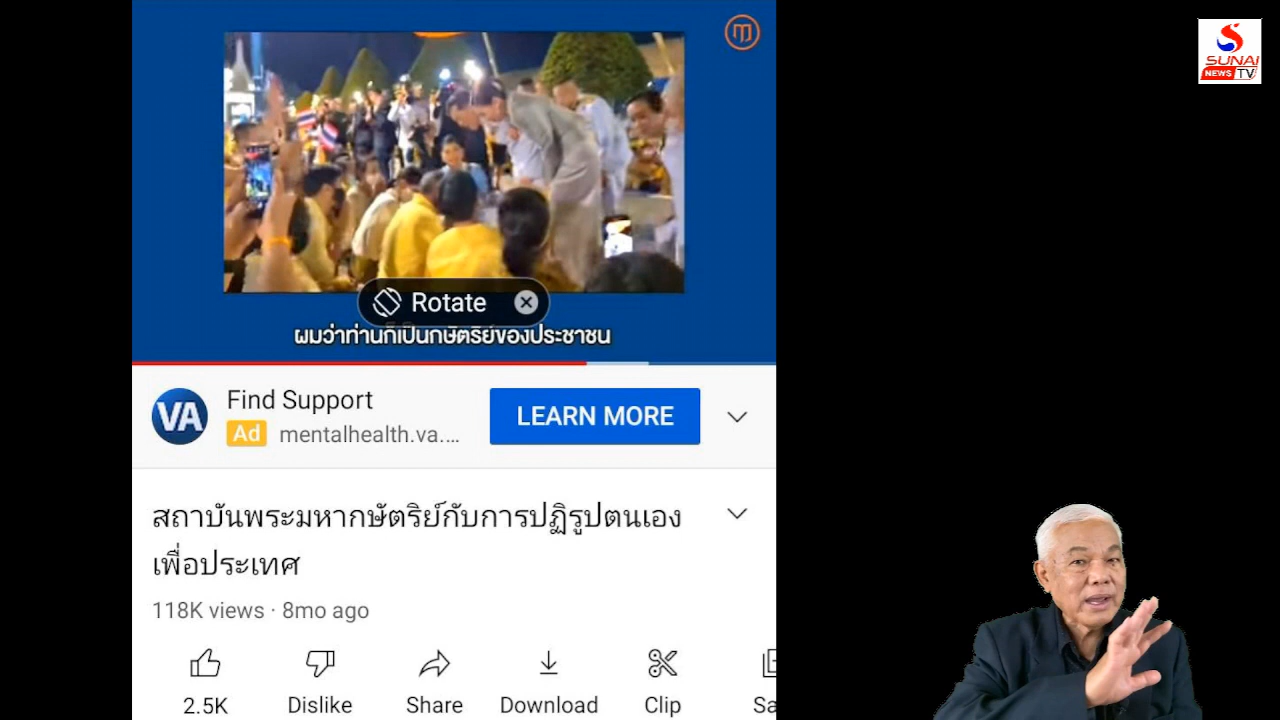 SUNAI
NEWS TV
Rotate
ผมว่าท่านก็เป็นกษัตริย์ของประชาชน
VA
Find Support
Ad mentalhealth.va.…
LEARN MORE
สถาบันพระมหากษัตริย์กับการปฏิรูปตนเอง
เพื่อประเทศ
118K views · 8mo ago
2.5K Dislike Share Download Clip Sa